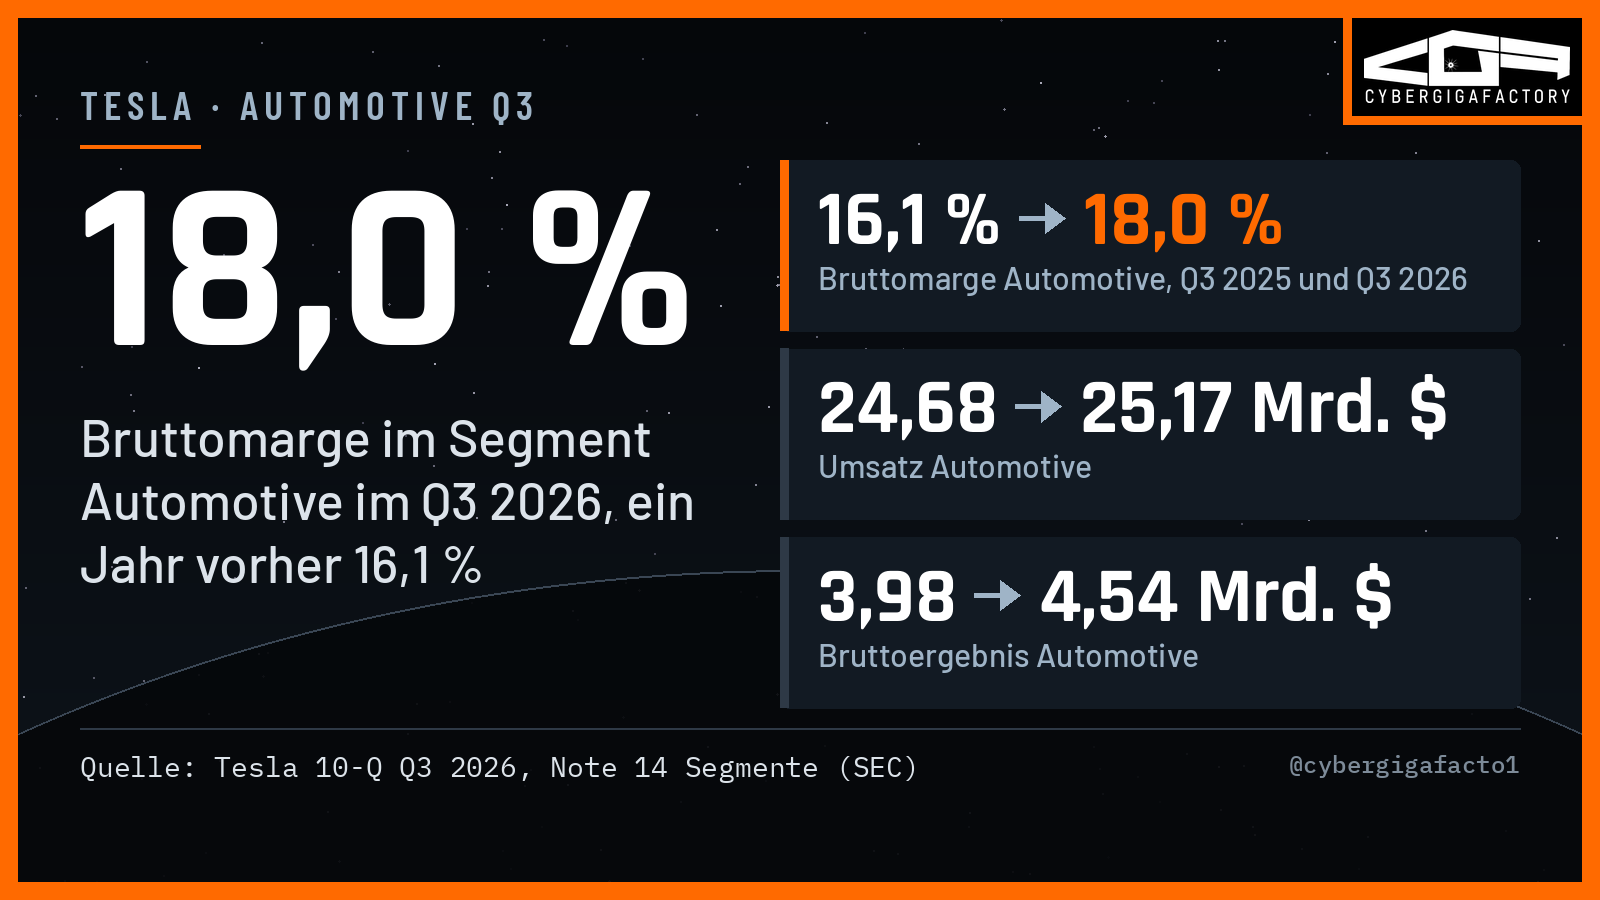 TESLA · AUTOMOTIVE Q3
CYBERGIGAFACTORY
18,0 %
Bruttomarge im Segment
Automotive im Q3 2026, ein
Jahr vorher 16,1 %
16,1 % → 18,0 %
Bruttomarge Automotive, Q3 2025 und Q3 2026
24,68 → 25,17 Mrd. $
Umsatz Automotive
3,98 → 4,54 Mrd. $
Bruttoergebnis Automotive
Quelle: Tesla 10-Q Q3 2026, Note 14 Segmente (SEC)
@cybergigafacto1